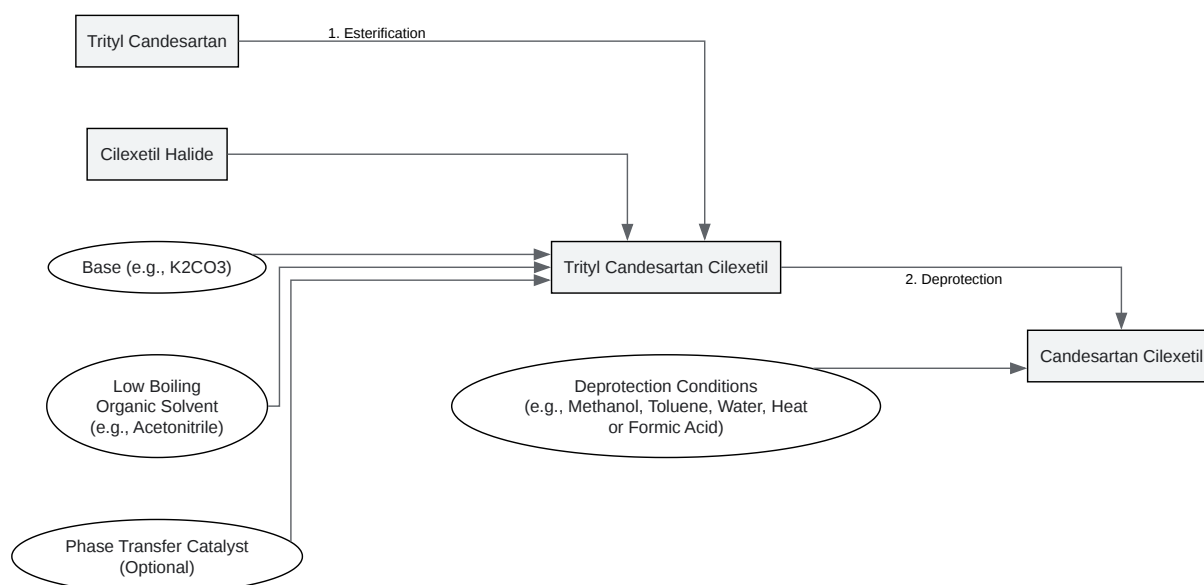 Trityl Candesartan
1. Esterification
Cilexetil Halide
Base (e.g., K2CO3)
Trityl Candesartan Cilexetil
2. Deprotection
Candesartan Cilexetil
Low Boiling
Organic Solvent
(e.g., Acetonitrile)
Deprotection Conditions
(e.g., Methanol, Toluene, Water, Heat
or Formic Acid)
Phase Transfer Catalyst
(Optional)